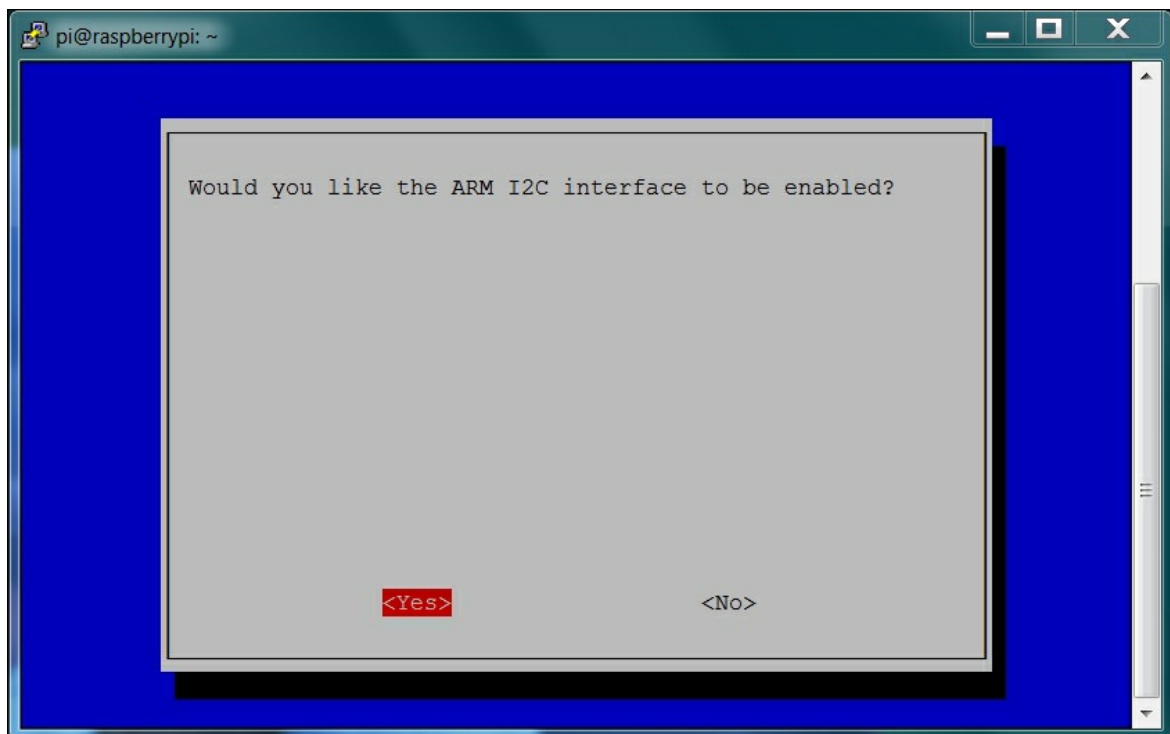 pi@raspberrypi: ~
Would you like the ARM I2C interface to be enabled?
<Yes> <No>